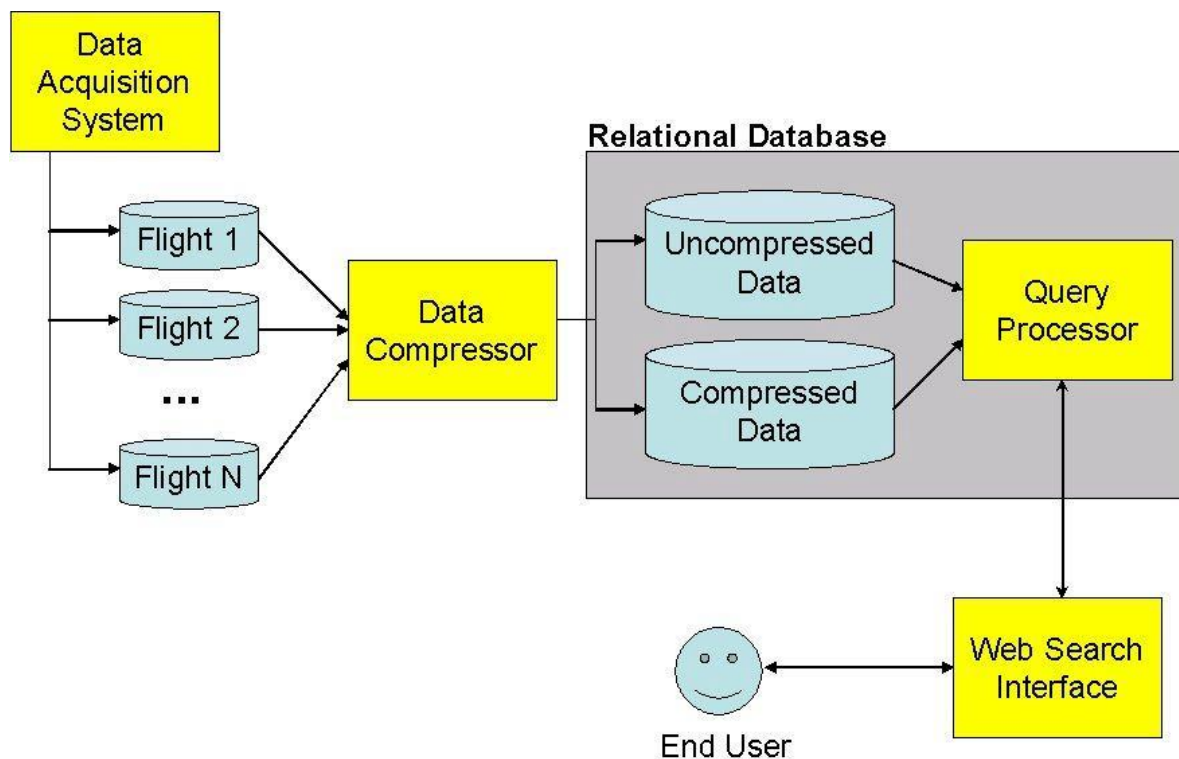 Data
Acquisition
System
Relational Database
Flight 1
Flight 2
...
Flight N
Data
Compressor
Uncompressed
Data
Compressed
Data
Query
Processor
Web Search
Interface
End User